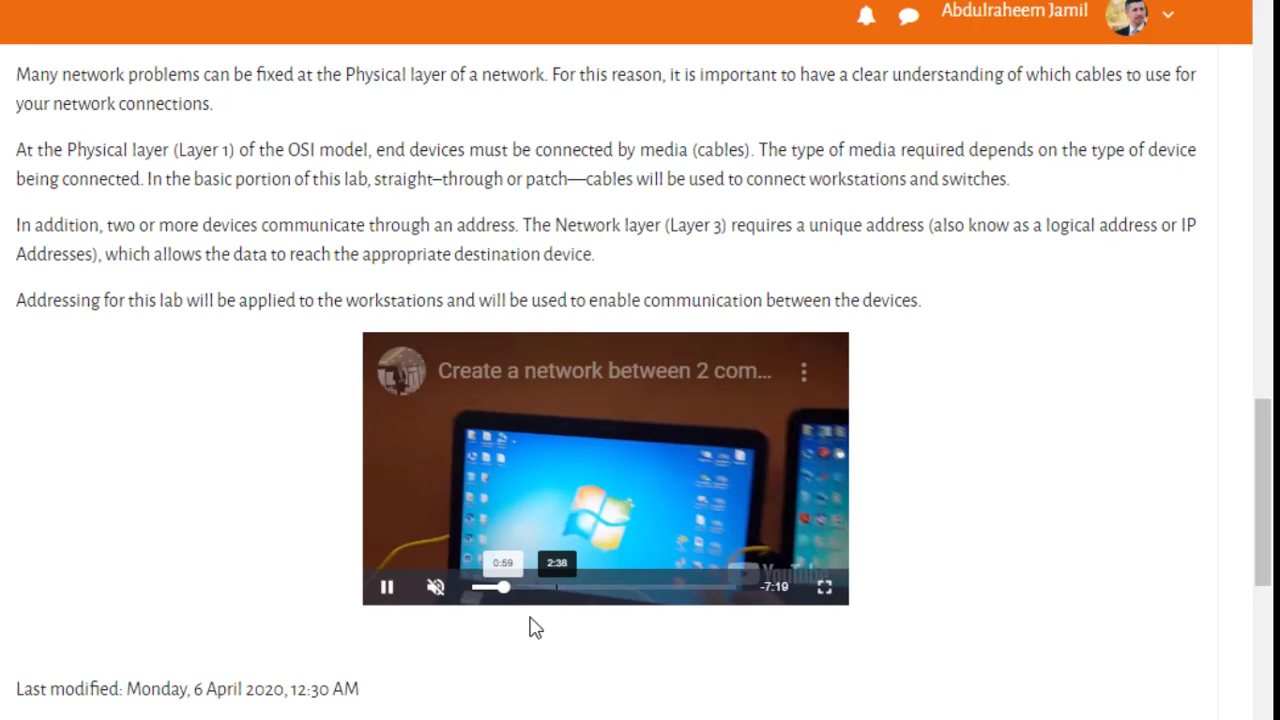 Abdulraheem Jamil
Many network problems can be fixed at the Physical layer of a network. For this reason, it is important to have a clear understanding of which cables to use for
your network connections.
At the Physical layer (Layer 1) of the OSI model, end devices must be connected by media (cables). The type of media required depends on the type of device
being connected. In the basic portion of this lab, straight–through or patch—cables will be used to connect workstations and switches.
In addition, two or more devices communicate through an address. The Network layer (Layer 3) requires a unique address (also know as a logical address or IP
Addresses), which allows the data to reach the appropriate destination device.
Addressing for this lab will be applied to the workstations and will be used to enable communication between the devices.
Create a network between 2 com...
0:59
2:38
YouTube
-7:19
Last modified: Monday, 6 April 2020, 12:30 AM